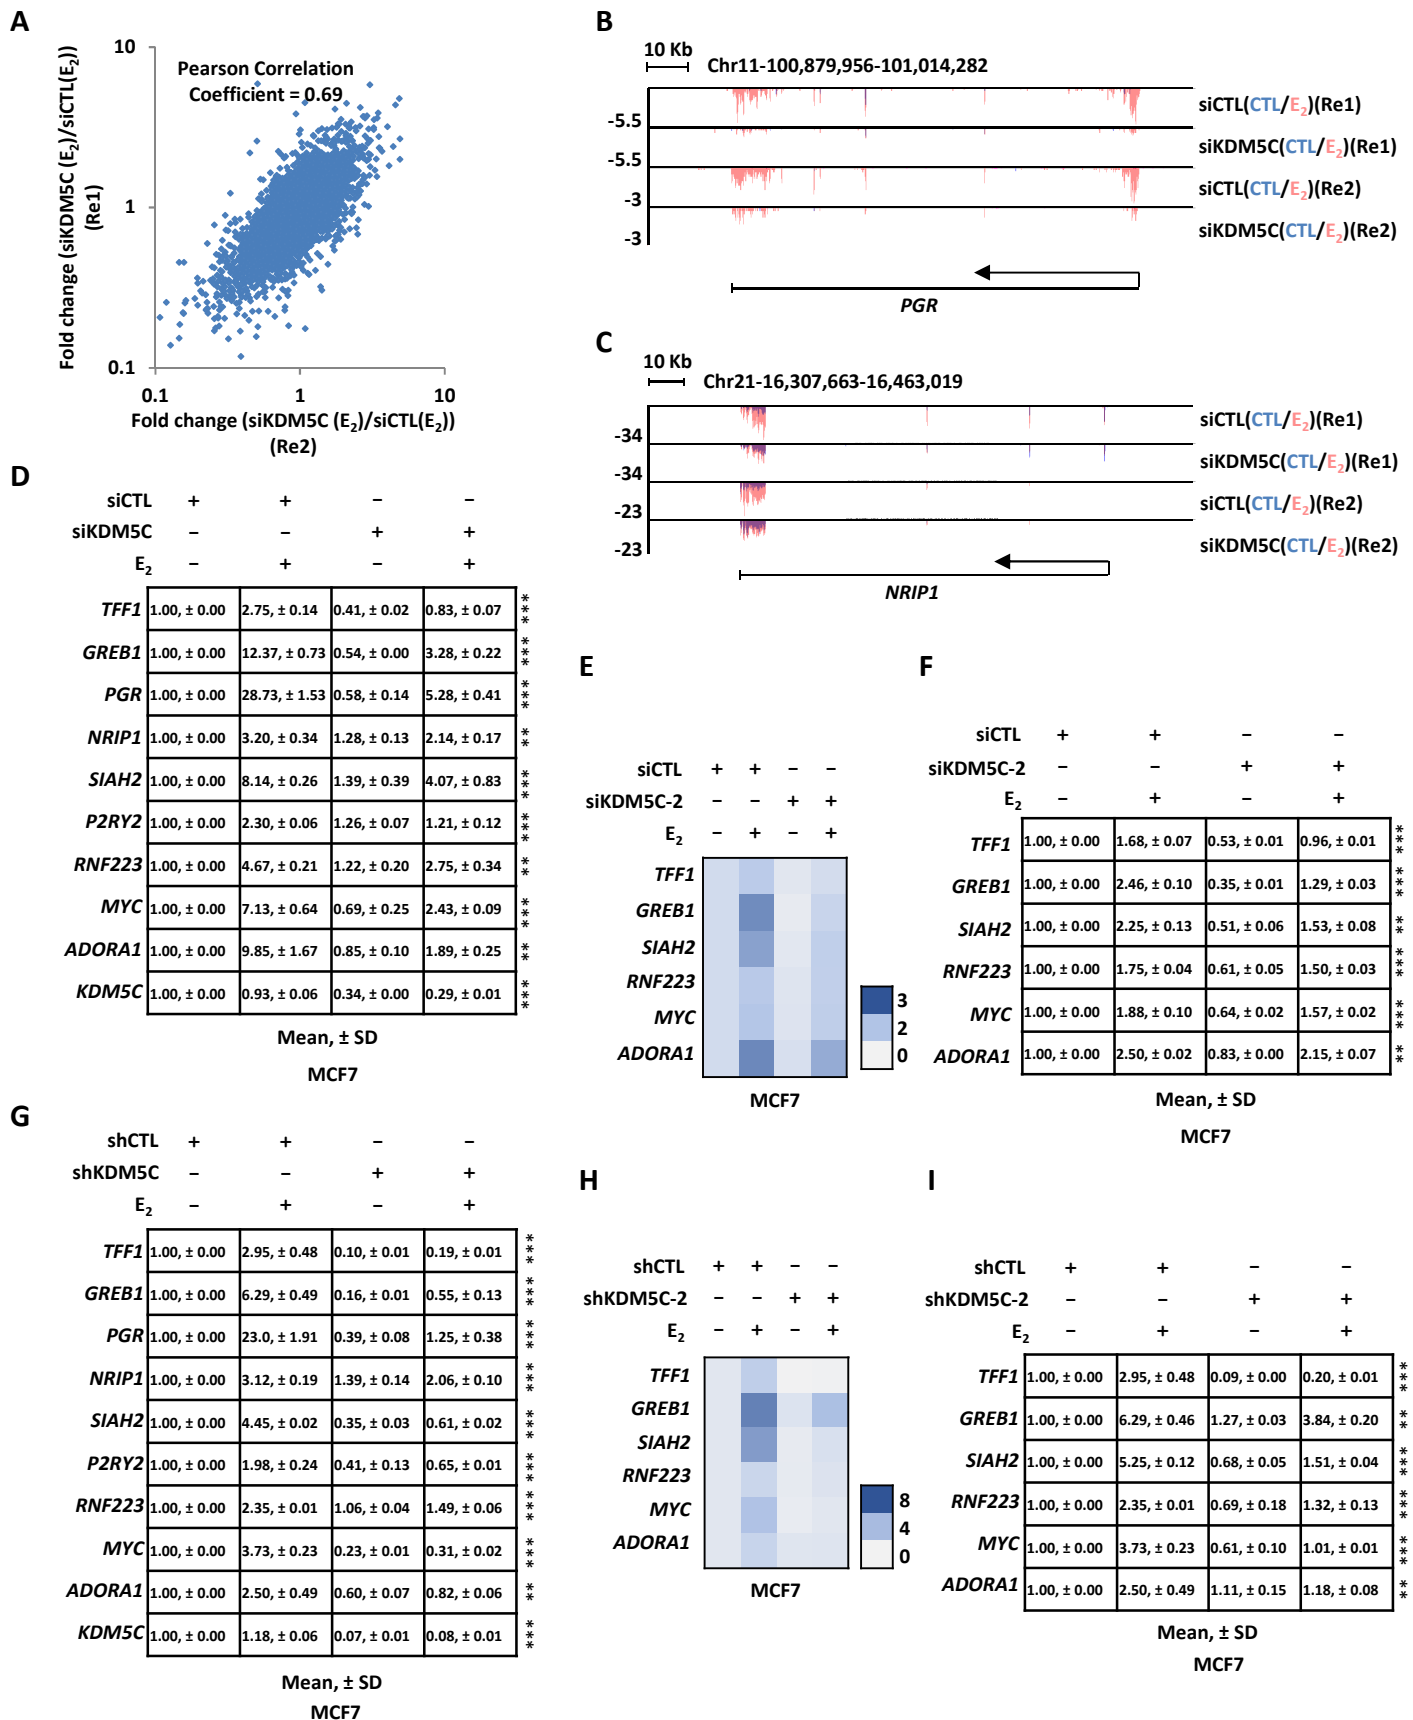 A
Fold change (siKDM5C (E2)/siCTL(E2))
(Re1)
10
1
0.1
Pearson Correlation
Coefficient = 0.69
0.1 1 10
Fold change (siKDM5C (E2)/siCTL(E2))
(Re2)
B
10 Kb
Chr11-100,879,956-101,014,282
-5.5 siCTL(CTL/E2)(Re1)
-5.5 siKDM5C(CTL/E2)(Re1)
-3 siCTL(CTL/E2)(Re2)
-3 siKDM5C(CTL/E2)(Re2)
PGR
C
10 Kb
Chr21-16,307,663-16,463,019
-34 siCTL(CTL/E2)(Re1)
-34 siKDM5C(CTL/E2)(Re1)
-23 siCTL(CTL/E2)(Re2)
-23 siKDM5C(CTL/E2)(Re2)
NRIP1
D
siCTL + + − −
siKDM5C − − + +
E2 − + − +
TFF1 1.00, ± 0.00 2.75, ± 0.14 0.41, ± 0.02 0.83, ± 0.07 ***
GREB1 1.00, ± 0.00 12.37, ± 0.73 0.54, ± 0.00 3.28, ± 0.22 ***
PGR 1.00, ± 0.00 28.73, ± 1.53 0.58, ± 0.14 5.28, ± 0.41 ***
NRIP1 1.00, ± 0.00 3.20, ± 0.34 1.28, ± 0.13 2.14, ± 0.17 **
SIAH2 1.00, ± 0.00 8.14, ± 0.26 1.39, ± 0.39 4.07, ± 0.83 ***
P2RY2 1.00, ± 0.00 2.30, ± 0.06 1.26, ± 0.07 1.21, ± 0.12 ***
RNF223 1.00, ± 0.00 4.67, ± 0.21 1.22, ± 0.20 2.75, ± 0.34 **
MYC 1.00, ± 0.00 7.13, ± 0.64 0.69, ± 0.25 2.43, ± 0.09 ***
ADORA1 1.00, ± 0.00 9.85, ± 1.67 0.85, ± 0.10 1.89, ± 0.25 **
KDM5C 1.00, ± 0.00 0.93, ± 0.06 0.34, ± 0.00 0.29, ± 0.01 ***
Mean, ± SD
MCF7
E
siCTL + + − −
siKDM5C-2 − − + +
E2 − + − +
TFF1
GREB1
SIAH2
RNF223
MYC
ADORA1
3
2
0
MCF7
F
siCTL + + − −
siKDM5C-2 − − + +
E2 − + − +
TFF1 1.00, ± 0.00 1.68, ± 0.07 0.53, ± 0.01 0.96, ± 0.01 ***
GREB1 1.00, ± 0.00 2.46, ± 0.10 0.35, ± 0.01 1.29, ± 0.03 ***
SIAH2 1.00, ± 0.00 2.25, ± 0.13 0.51, ± 0.06 1.53, ± 0.08 ***
RNF223 1.00, ± 0.00 1.75, ± 0.04 0.61, ± 0.05 1.50, ± 0.03 ***
MYC 1.00, ± 0.00 1.88, ± 0.10 0.64, ± 0.02 1.57, ± 0.02 ***
ADORA1 1.00, ± 0.00 2.50, ± 0.02 0.83, ± 0.00 2.15, ± 0.07 **
Mean, ± SD
MCF7
G
shCTL + + − −
shKDM5C − − + +
E2 − + − +
TFF1 1.00, ± 0.00 2.95, ± 0.48 0.10, ± 0.01 0.19, ± 0.01 ***
GREB1 1.00, ± 0.00 6.29, ± 0.49 0.16, ± 0.01 0.55, ± 0.13 ***
PGR 1.00, ± 0.00 23.0, ± 1.91 0.39, ± 0.08 1.25, ± 0.38 ***
NRIP1 1.00, ± 0.00 3.12, ± 0.19 1.39, ± 0.14 2.06, ± 0.10 ***
SIAH2 1.00, ± 0.00 4.45, ± 0.02 0.35, ± 0.03 0.61, ± 0.02 ***
P2RY2 1.00, ± 0.00 1.98, ± 0.24 0.41, ± 0.13 0.65, ± 0.01 ***
RNF223 1.00, ± 0.00 2.35, ± 0.01 1.06, ± 0.04 1.49, ± 0.06 ***
MYC 1.00, ± 0.00 3.73, ± 0.23 0.23, ± 0.01 0.31, ± 0.02 ***
ADORA1 1.00, ± 0.00 2.50, ± 0.49 0.60, ± 0.07 0.82, ± 0.06 **
KDM5C 1.00, ± 0.00 1.18, ± 0.06 0.07, ± 0.01 0.08, ± 0.01 ***
Mean, ± SD
MCF7
H
shCTL + + − −
shKDM5C-2 − − + +
E2 − + − +
TFF1
GREB1
SIAH2
RNF223
MYC
ADORA1
8
4
0
MCF7
I
shCTL + + − −
shKDM5C-2 − − + +
E2 − + − +
TFF1 1.00, ± 0.00 2.95, ± 0.48 0.09, ± 0.00 0.20, ± 0.01 ***
GREB1 1.00, ± 0.00 6.29, ± 0.46 1.27, ± 0.03 3.84, ± 0.20 **
SIAH2 1.00, ± 0.00 5.25, ± 0.12 0.68, ± 0.05 1.51, ± 0.04 ***
RNF223 1.00, ± 0.00 2.35, ± 0.01 0.69, ± 0.18 1.32, ± 0.13 ***
MYC 1.00, ± 0.00 3.73, ± 0.23 0.61, ± 0.10 1.01, ± 0.01 ***
ADORA1 1.00, ± 0.00 2.50, ± 0.49 1.11, ± 0.15 1.18, ± 0.08 **
Mean, ± SD
MCF7